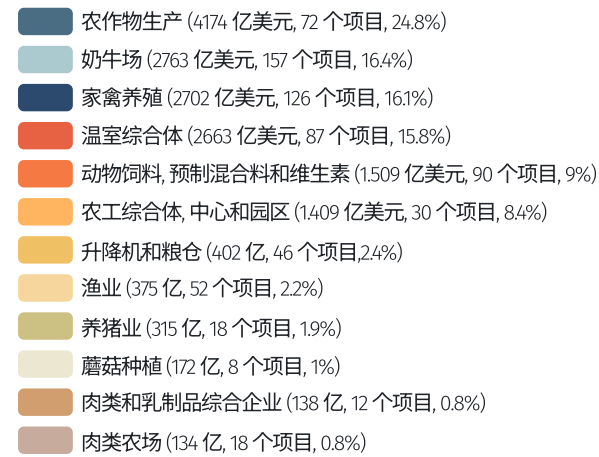 农作物生产 (4174 亿美元, 72 个项目, 24.8%)
奶牛场 (2763 亿美元, 157 个项目, 16.4%)
家禽养殖 (2702 亿美元, 126 个项目, 16.1%)
温室综合体 (2663 亿美元, 87 个项目, 15.8%)
动物饲料, 预制混合料和维生素 (1.509 亿美元, 90 个项目, 9%)
农工综合体, 中心和园区 (1.409 亿美元, 30 个项目, 8.4%)
升降机和粮仓 (402 亿, 46 个项目,2.4%)
渔业 (375 亿, 52 个项目, 2.2%)
养猪业 (315 亿, 18 个项目, 1.9%)
蘑菇种植 (172 亿, 8 个项目, 1%)
肉类和乳制品综合企业 (138 亿, 12 个项目, 0.8%)
肉类农场 (134 亿, 18 个项目, 0.8%)